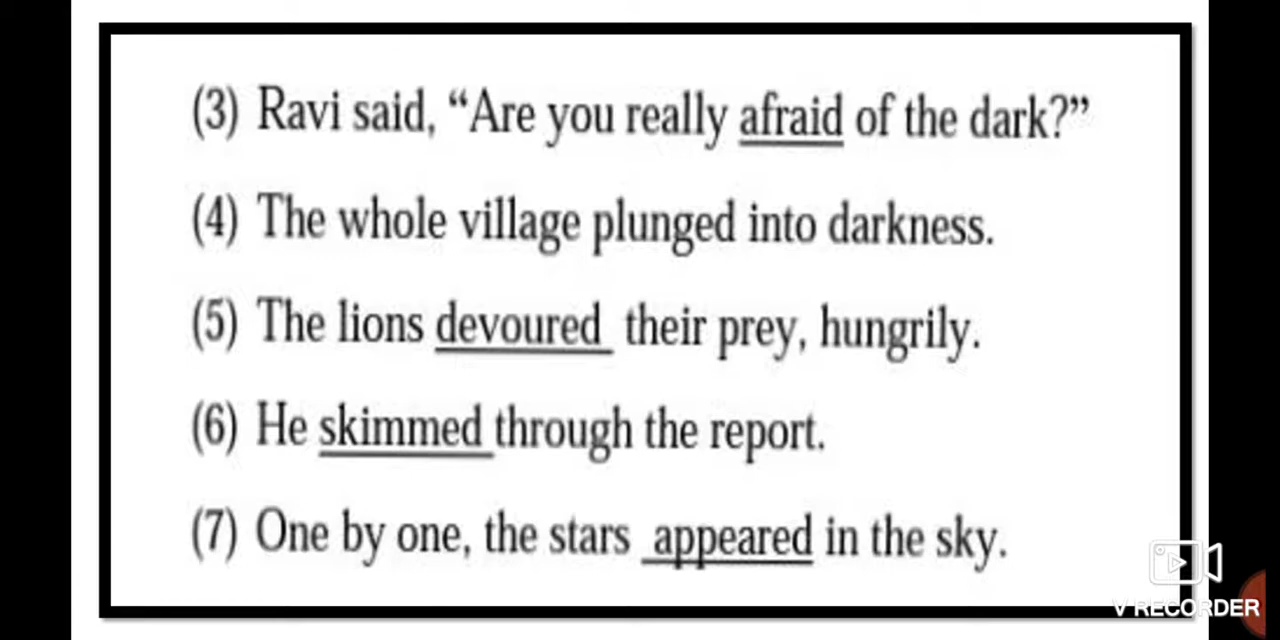 (3) Ravi said, “Are you really afraid of the dark?”
(4) The whole village plunged into darkness.
(5) The lions devoured their prey, hungrily.
(6) He skimmed through the report.
(7) One by one, the stars appeared in the sky.
V RECORDER